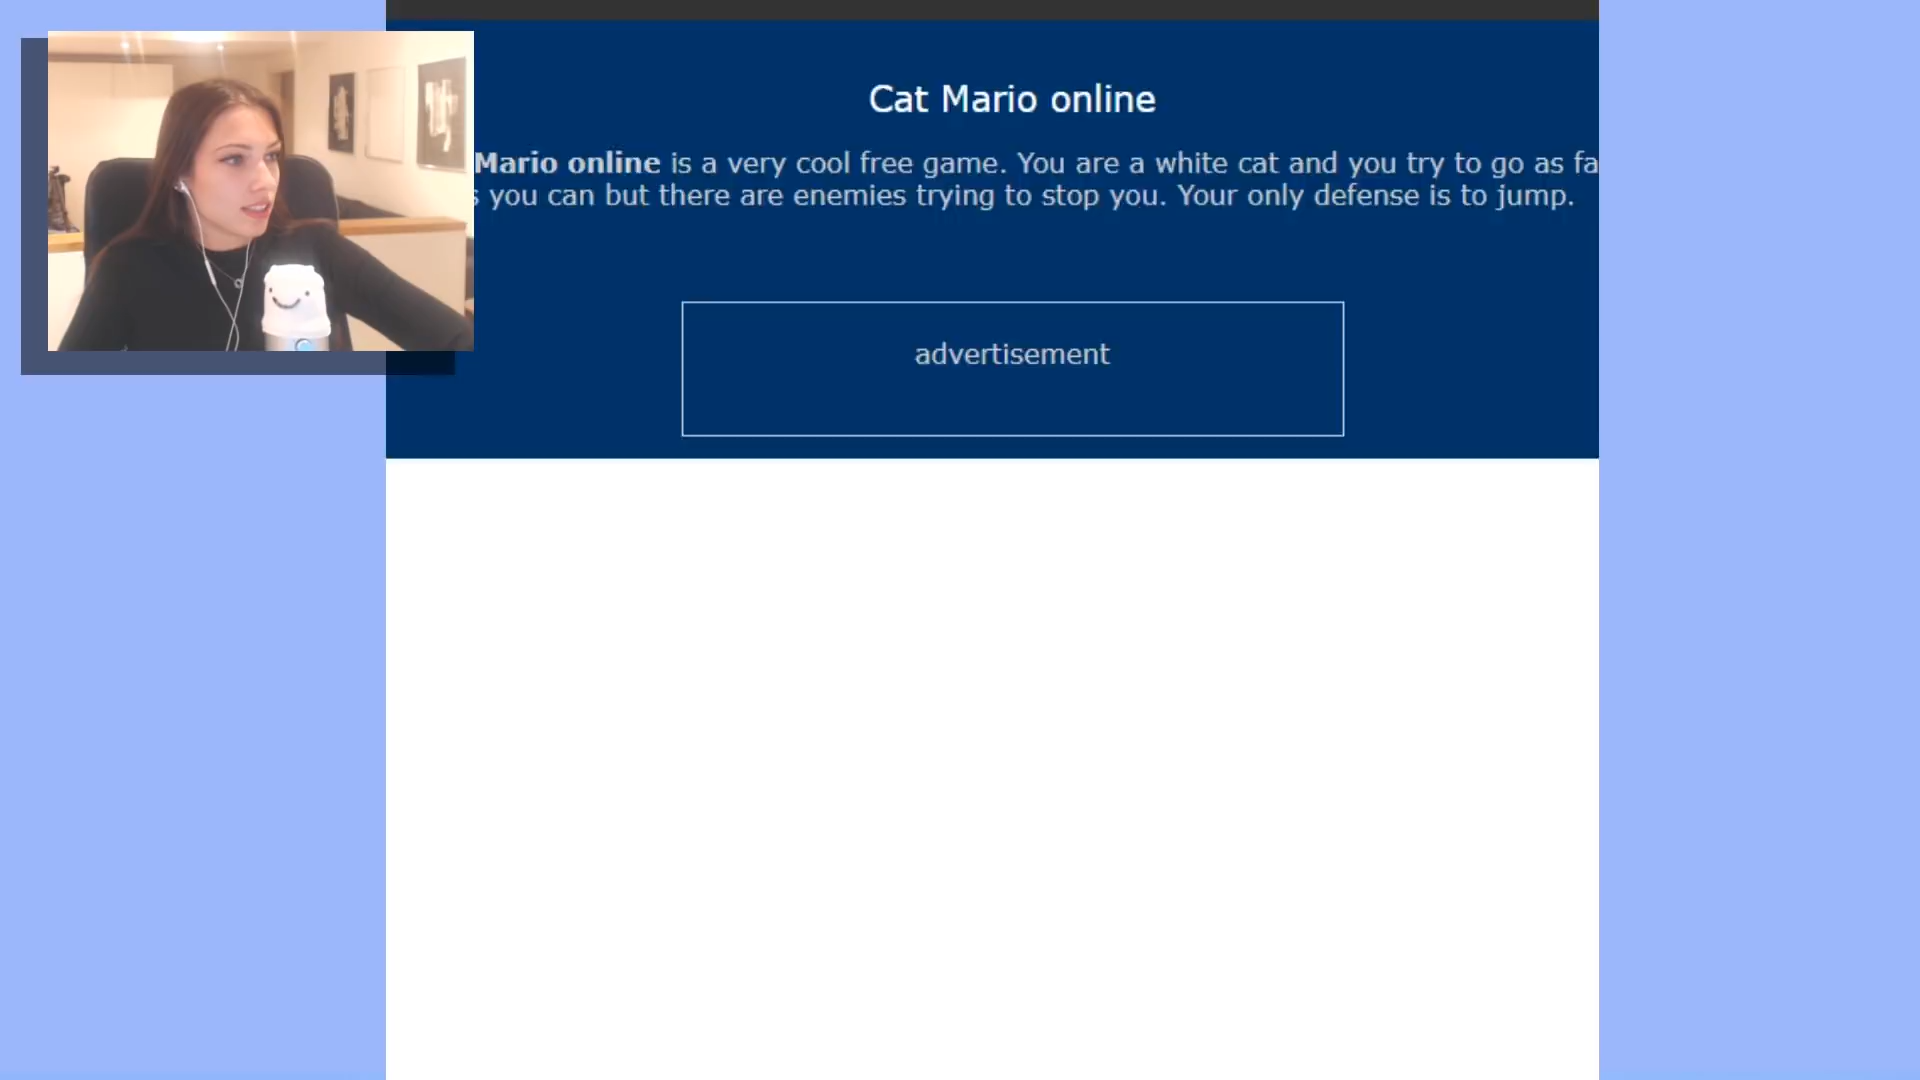 Cat Mario online
Mario online is a very cool free game. You are a white cat and you try to go as fa
you can but there are enemies trying to stop you. Your only defense is to jump.
advertisement